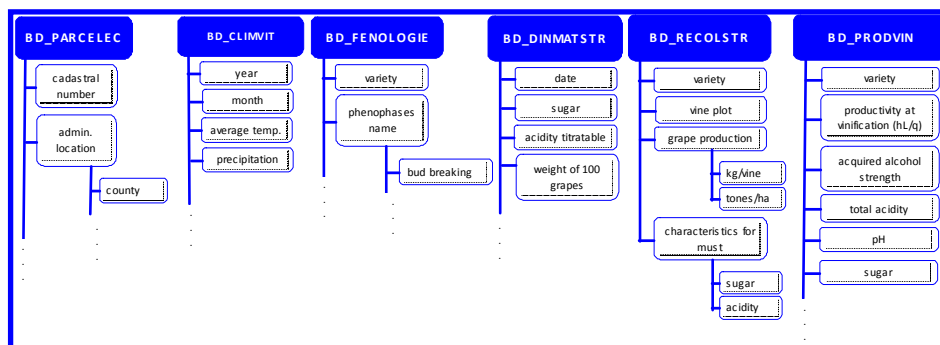 BD_PARCELEC
cadastral
number
admin.
location
county
BD_CLIMVIT
year
month
average temp.
precipitation
BD_FENOLOGIE
variety
phenophases
name
bud breaking
BD_DINMATSTR
date
sugar
acidity titratable
weight of 100
grapes
BD_RECOLSTR
variety
vine plot
grape production
kg/vine
tones/ha
characteristics for
must
sugar
acidity
BD_PRODVIN
variety
productivity at
vinification (hL/q)
acquired alcohol
strength
total acidity
pH
sugar